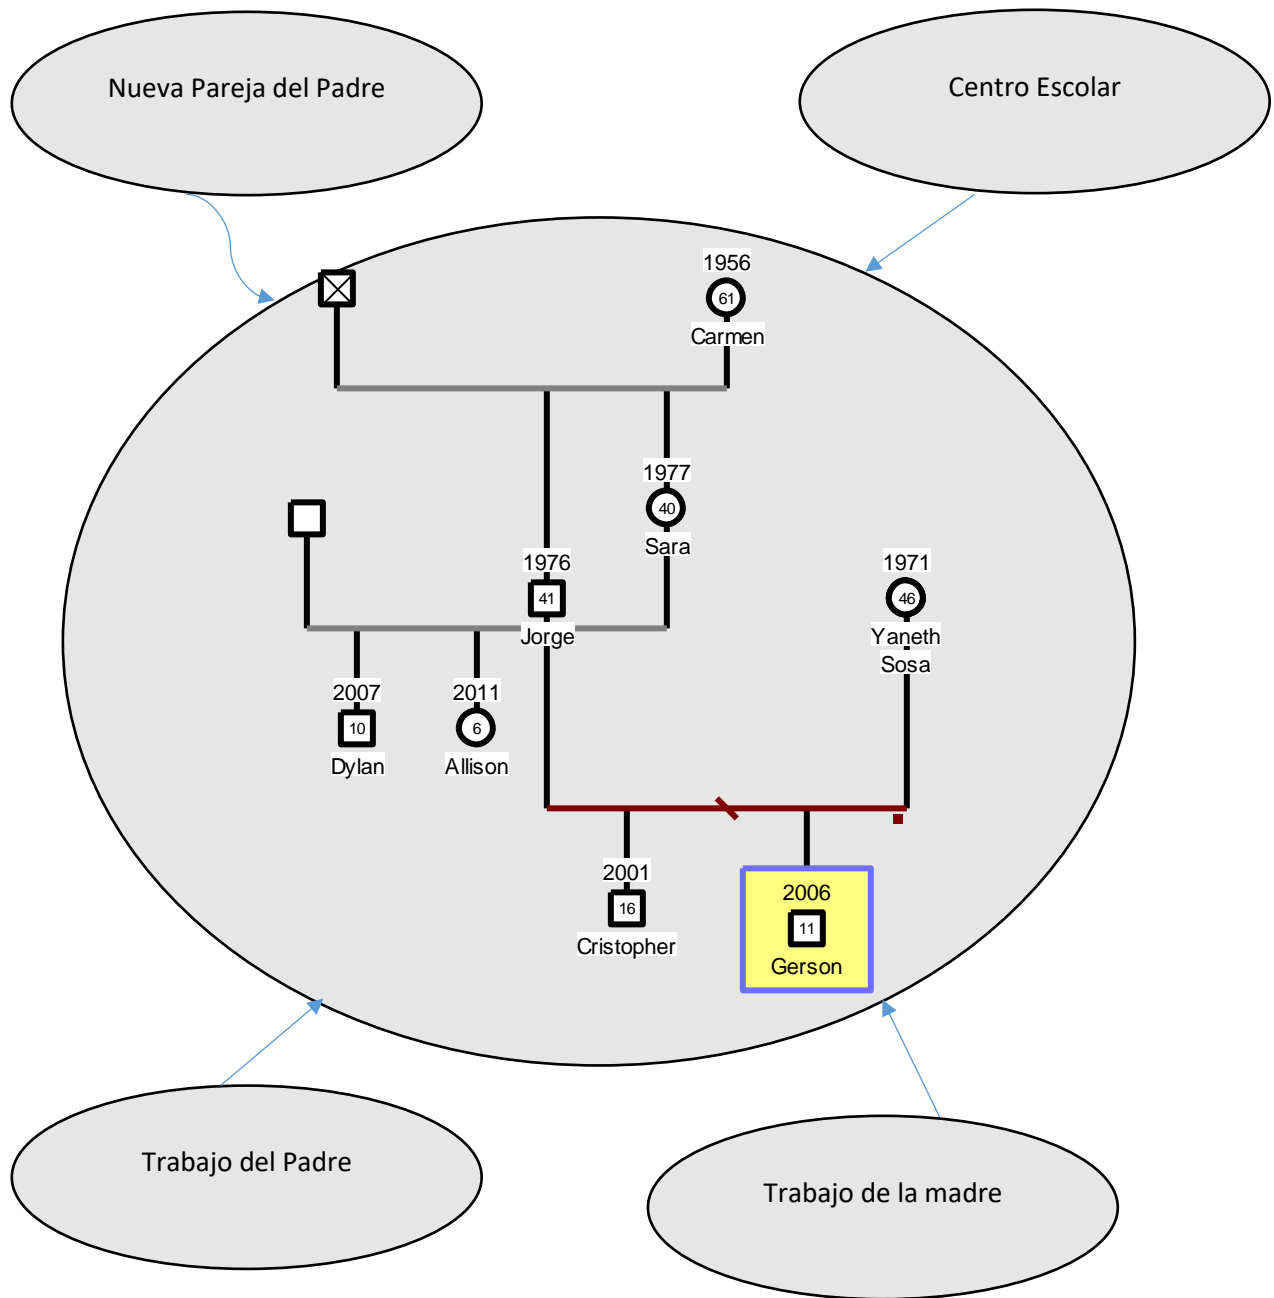 Nueva Pareja del Padre
Centro Escolar
1956
61
Carmen
1977
40
Sara
1976
41
Jorge
1971
46
Yaneth
Sosa
2007
10
Dylan
2011
6
Allison
2001
16
Cristopher
2006
11
Gerson
Trabajo del Padre
Trabajo de la madre